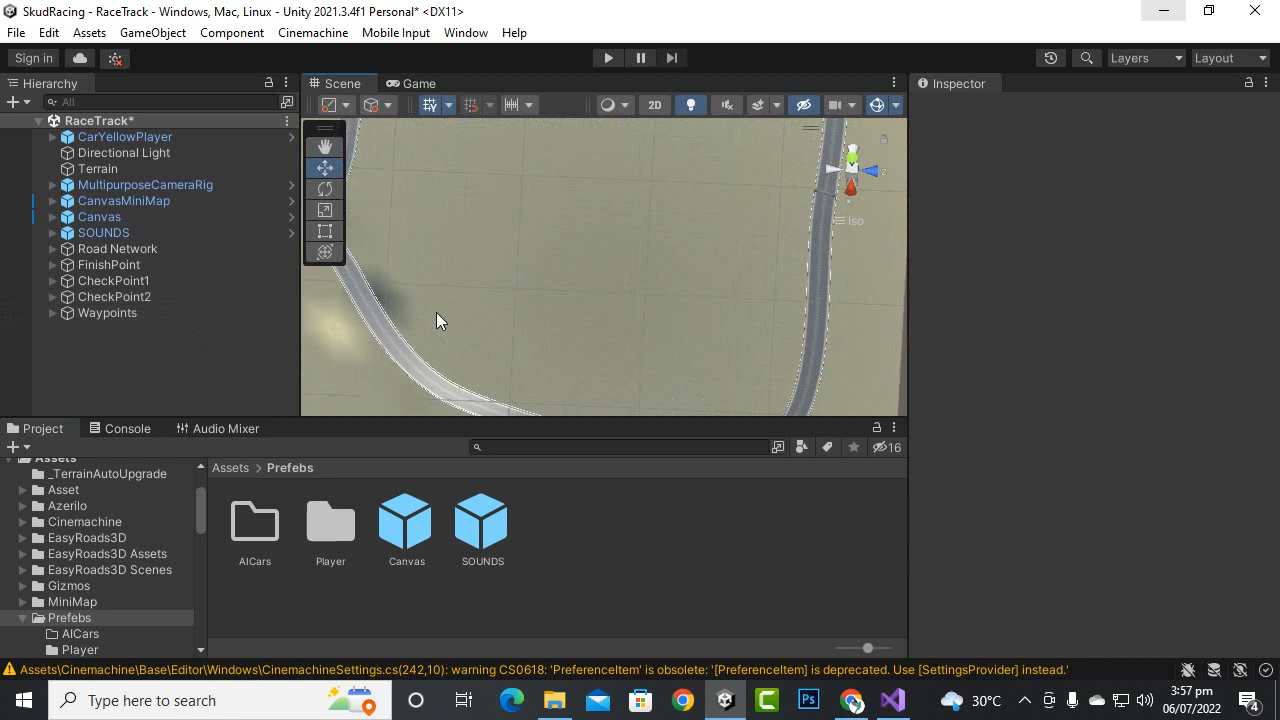 SkudRacing - RaceTrack - Windows, Mac, Linux - Unity 2021.3.4f1 Personal* <DX11>
File Edit Assets GameObject Component Cinemachine Mobile Input Window Help
Sign in Layers Layout
Hierarchy Scene Game Inspector
All 2D
RaceTrack*
CarYellowPlayer
Directional Light
Terrain
MultipurposeCameraRig
CanvasMiniMap
Canvas
SOUNDS
Road Network
FinishPoint
CheckPoint1
CheckPoint2
Waypoints
z
x
Iso
Project Console Audio Mixer
16
Assets
_TerrainAutoUpgrade
Asset
Azerilo
Cinemachine
EasyRoads3D
EasyRoads3D Assets
EasyRoads3D Scenes
Gizmos
MiniMap
Prefebs
AICars
Player
Assets > Prefebs
AICars Player Canvas SOUNDS
Assets\Cinemachine\Base\Editor\Windows\CinemachineSettings.cs(242,10): warning CS0618: 'PreferenceItem' is obsolete: '[PreferenceItem] is deprecated. Use [SettingsProvider] instead.'
Type here to search
30°C
3:57 pm
06/07/2022
4